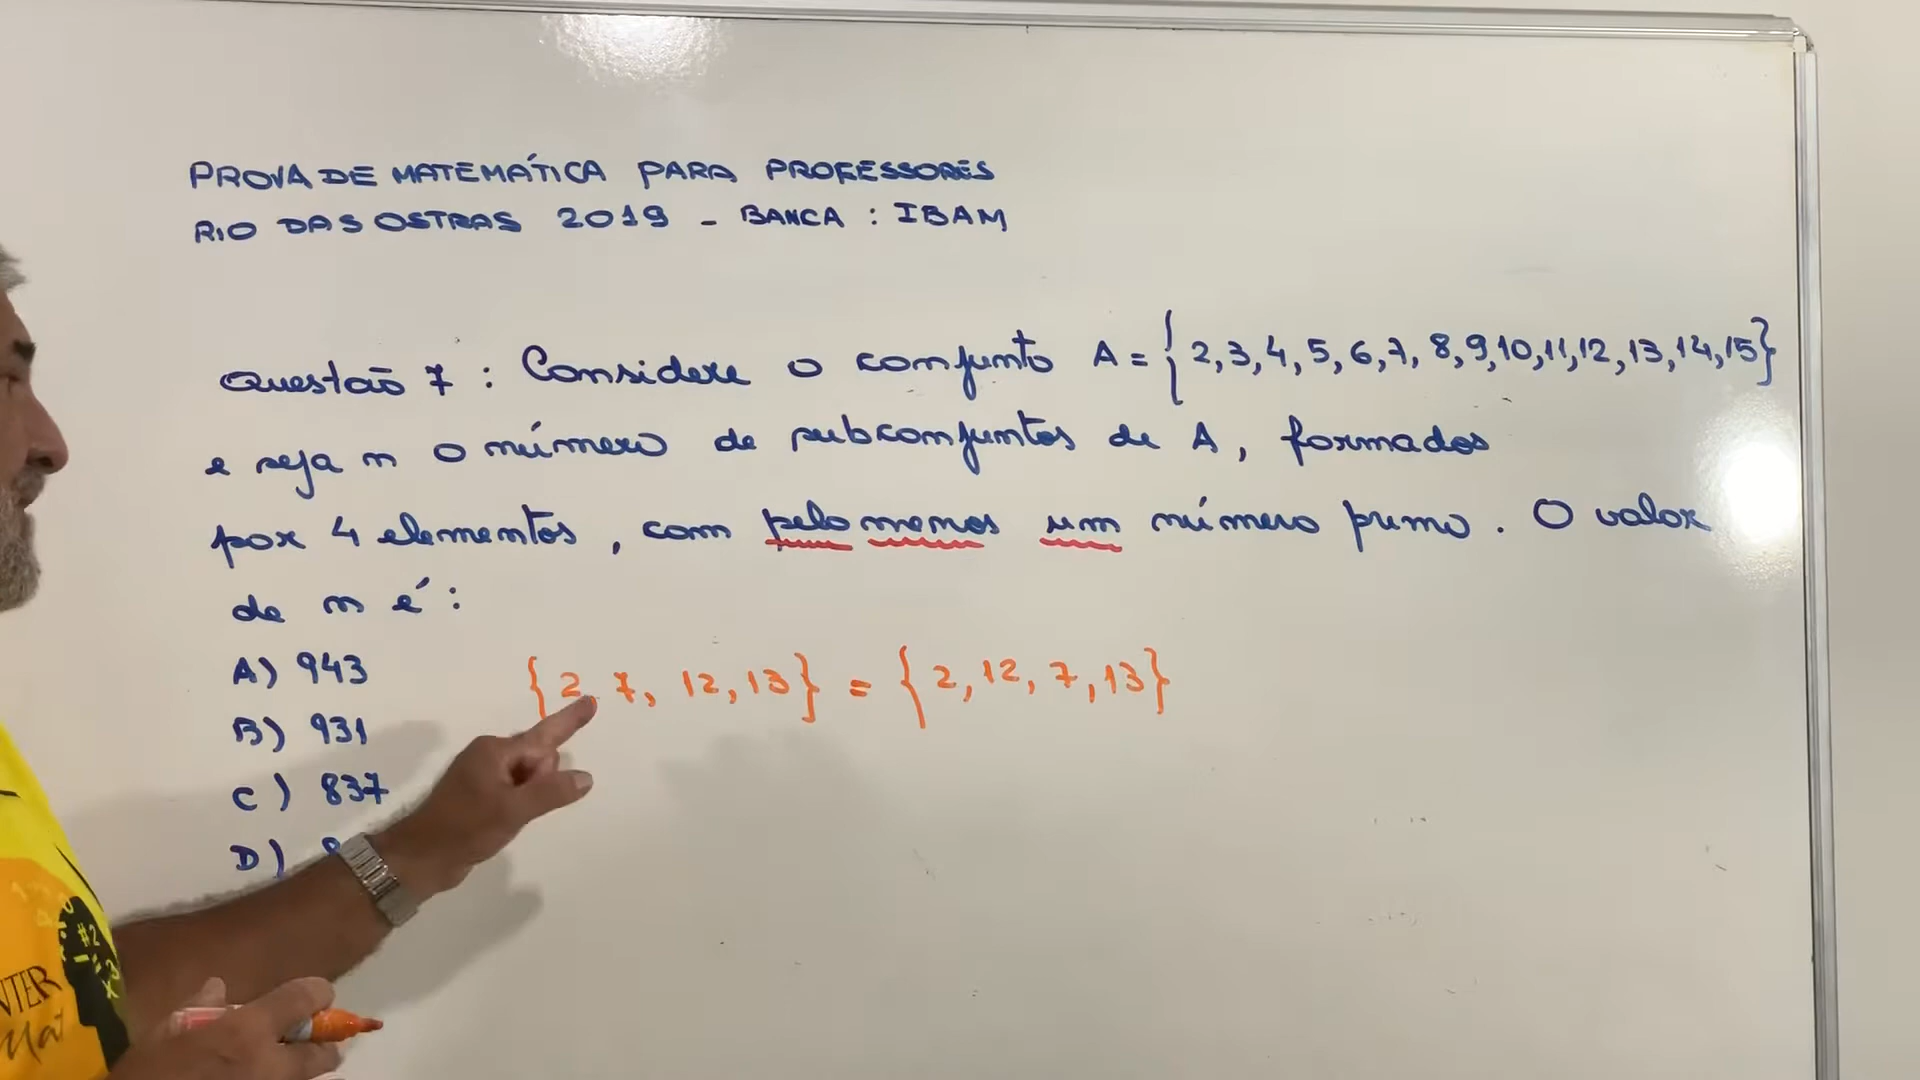 PROVA DE MATEMÁTICA PARA PROFESSORES
RIO DAS OSTRAS 2019 - BANCA : IBAM
Questão 7 : Considere o conjunto A = {2,3,4,5,6,7,8,9,10,11,12,13,14,15}
e seja n o número de subconjuntos de A, formados
por 4 elementos, com pelo menos um número primo. O valor
de n é :
A) 943
B) 931
C) 837
D)
{2,7,12,13} = {2,12,7,13}
#2